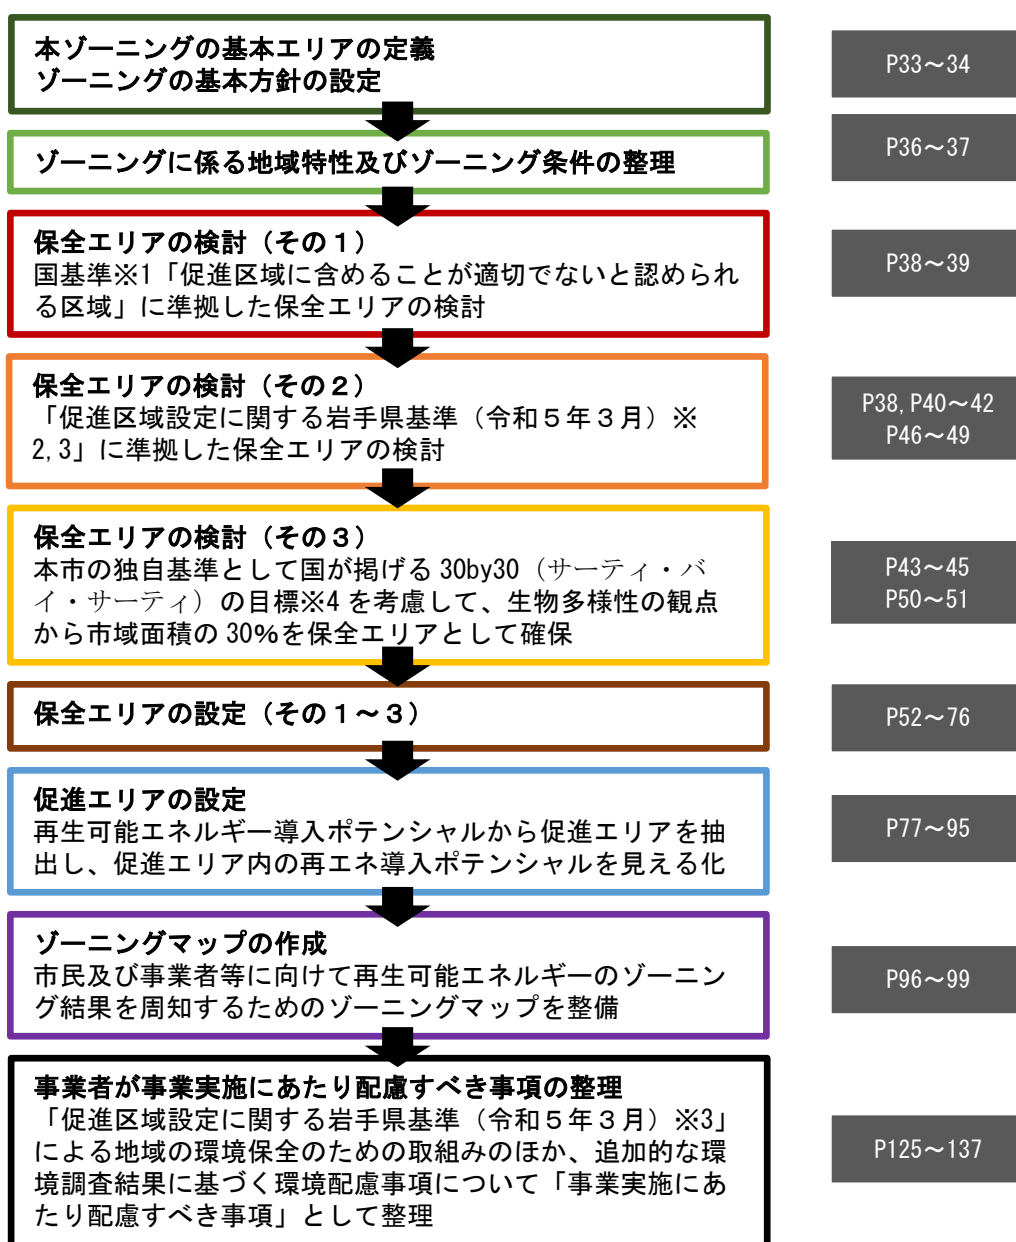 本ゾーニングの基本エリアの定義
ゾーニングの基本方針の設定
P33～34
ゾーニングに係る地域特性及びゾーニング条件の整理
P36～37
保全エリアの検討（その１）
国基準※1「促進区域に含めることが適切でないと認められ
る区域」に準拠した保全エリアの検討
P38～39
保全エリアの検討（その２）
「促進区域設定に関する岩手県基準（令和５年３月）※
2,3」に準拠した保全エリアの検討
P38,P40～42
P46～49
保全エリアの検討（その３）
本市の独自基準として国が掲げる 30by30（サーティ・バ
イ・サーティ）の目標※4 を考慮して、生物多様性の観点
から市域面積の 30％を保全エリアとして確保
P43～45
P50～51
保全エリアの設定（その１～３）
P52～76
促進エリアの設定
再生可能エネルギー導入ポテンシャルから促進エリアを抽
出し、促進エリア内の再エネ導入ポテンシャルを見える化
P77～95
ゾーニングマップの作成
市民及び事業者等に向けて再生可能エネルギーのゾーニン
グ結果を周知するためのゾーニングマップを整備
P96～99
事業者が事業実施にあたり配慮すべき事項の整理
「促進区域設定に関する岩手県基準（令和５年３月）※3」
による地域の環境保全のための取組みのほか、追加的な環
境調査結果に基づく環境配慮事項について「事業実施にあ
たり配慮すべき事項」として整理
P125～137